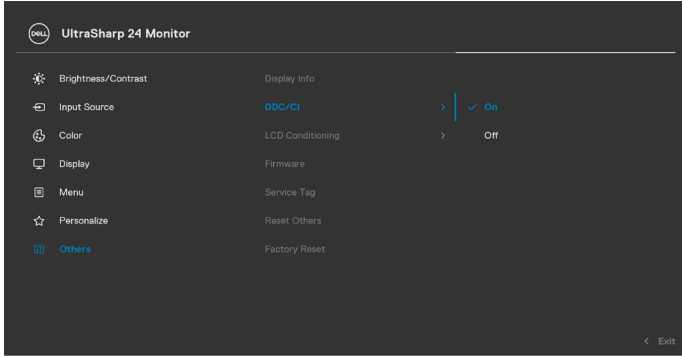 DELL UltraSharp 24 Monitor
Brightness/Contrast Display Info
Input Source DDC/CI > ✓ On
Color LCD Conditioning > Off
Display Firmware
Menu Service Tag
Personalize Reset Others
Others Factory Reset
< Exit